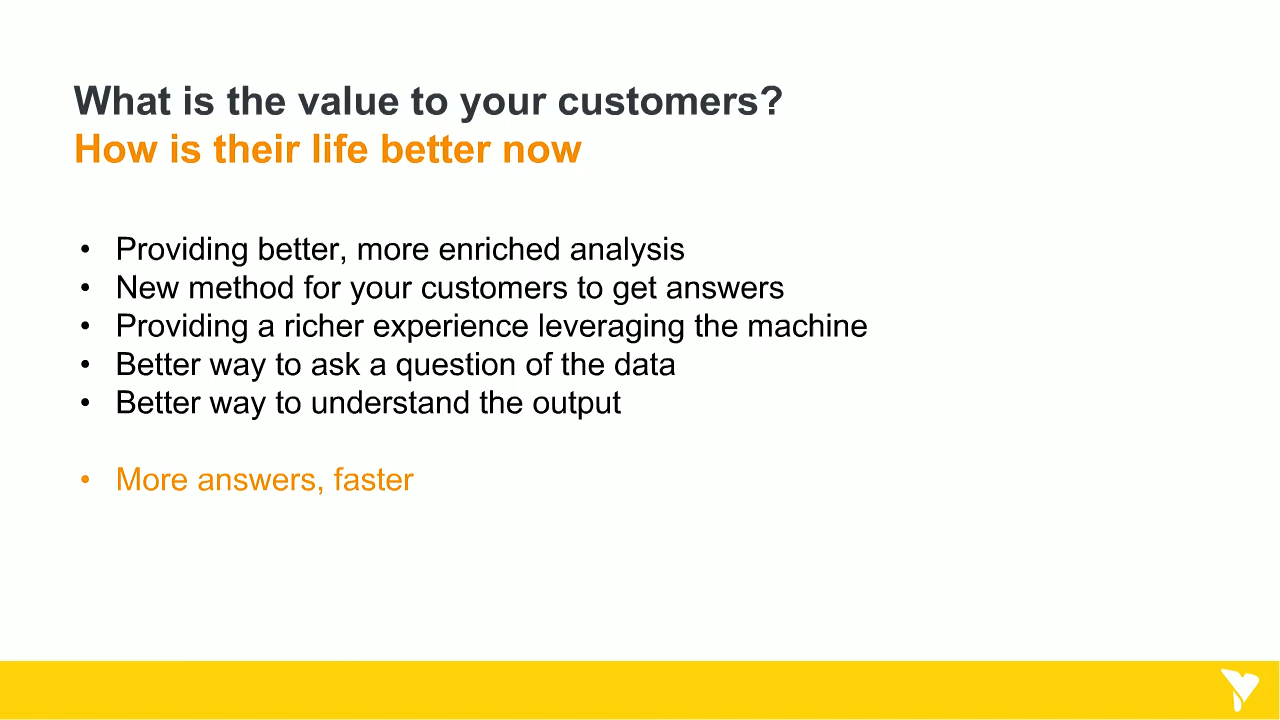 What is the value to your customers?
How is their life better now
• Providing better, more enriched analysis
• New method for your customers to get answers
• Providing a richer experience leveraging the machine
• Better way to ask a question of the data
• Better way to understand the output
• More answers, faster